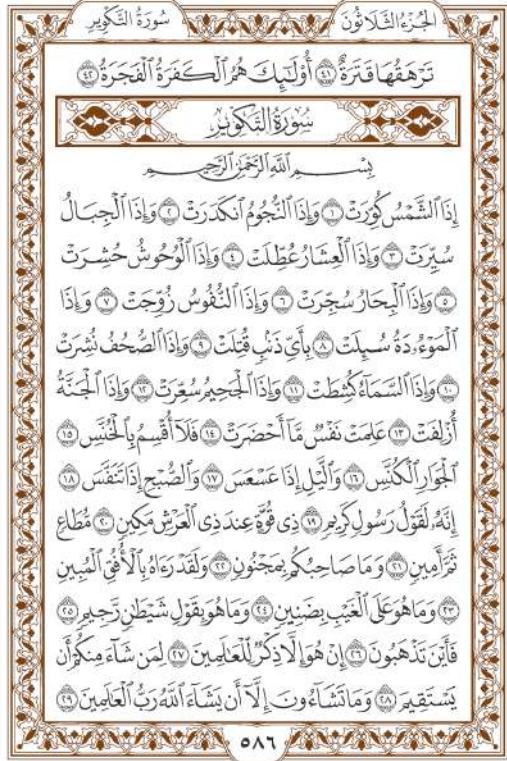 سُورَةُ التَّكْوِيرِ
الجُزْءُ الثَّلَاثُونَ
تَرْهَقُهَا قَتَرَةٌ ٤١ أُوْلَٰٓئِكَ هُمُ ٱلْكَفَرَةُ ٱلْفَجَرَةُ ٤٢
سُورَةُ التَّكْوِيرِ
بِسْمِ ٱللَّهِ ٱلرَّحْمَٰنِ ٱلرَّحِيمِ
إِذَا ٱلشَّمْسُ كُوِّرَتْ ١ وَإِذَا ٱلنُّجُومُ ٱنكَدَرَتْ ٢ وَإِذَا ٱلْجِبَالُ
سُيِّرَتْ ٣ وَإِذَا ٱلْعِشَارُ عُطِّلَتْ ٤ وَإِذَا ٱلْوُحُوشُ حُشِرَتْ
٥ وَإِذَا ٱلْبِحَارُ سُجِّرَتْ ٦ وَإِذَا ٱلنُّفُوسُ زُوِّجَتْ ٧ وَإِذَا
ٱلْمَوْءُۥدَةُ سُئِلَتْ ٨ بِأَىِّ ذَنۢبٍ قُتِلَتْ ٩ وَإِذَا ٱلصُّحُفُ نُشِرَتْ
١٠ وَإِذَا ٱلسَّمَآءُ كُشِطَتْ ١١ وَإِذَا ٱلْجَحِيمُ سُعِّرَتْ ١٢ وَإِذَا ٱلْجَنَّةُ
أُزْلِفَتْ ١٣ عَلِمَتْ نَفْسٌ مَّآ أَحْضَرَتْ ١٤ فَلَآ أُقْسِمُ بِٱلْخُنَّسِ ١٥
ٱلْجَوَارِ ٱلْكُنَّسِ ١٦ وَٱلَّيْلِ إِذَا عَسْعَسَ ١٧ وَٱلصُّبْحِ إِذَا تَنَفَّسَ ١٨
إِنَّهُۥ لَقَوْلُ رَسُولٍ كَرِيمٍ ١٩ ذِى قُوَّةٍ عِندَ ذِى ٱلْعَرْشِ مَكِينٍ ٢٠ مُّطَاعٍ
ثَمَّ أَمِينٍ ٢١ وَمَا صَاحِبُكُم بِمَجْنُونٍ ٢٢ وَلَقَدْ رَءَاهُ بِٱلْأُفُقِ ٱلْمُبِينِ
٢٣ وَمَا هُوَ عَلَى ٱلْغَيْبِ بِضَنِينٍ ٢٤ وَمَا هُوَ بِقَوْلِ شَيْطَٰنٍ رَّجِيمٍ ٢٥
فَأَيْنَ تَذْهَبُونَ ٢٦ إِنْ هُوَ إِلَّا ذِكْرٌ لِّلْعَٰلَمِينَ ٢٧ لِمَن شَآءَ مِنكُمْ أَن
يَسْتَقِيمَ ٢٨ وَمَا تَشَآءُونَ إِلَّآ أَن يَشَآءَ ٱللَّهُ رَبُّ ٱلْعَٰلَمِينَ ٢٩
٥٨٦